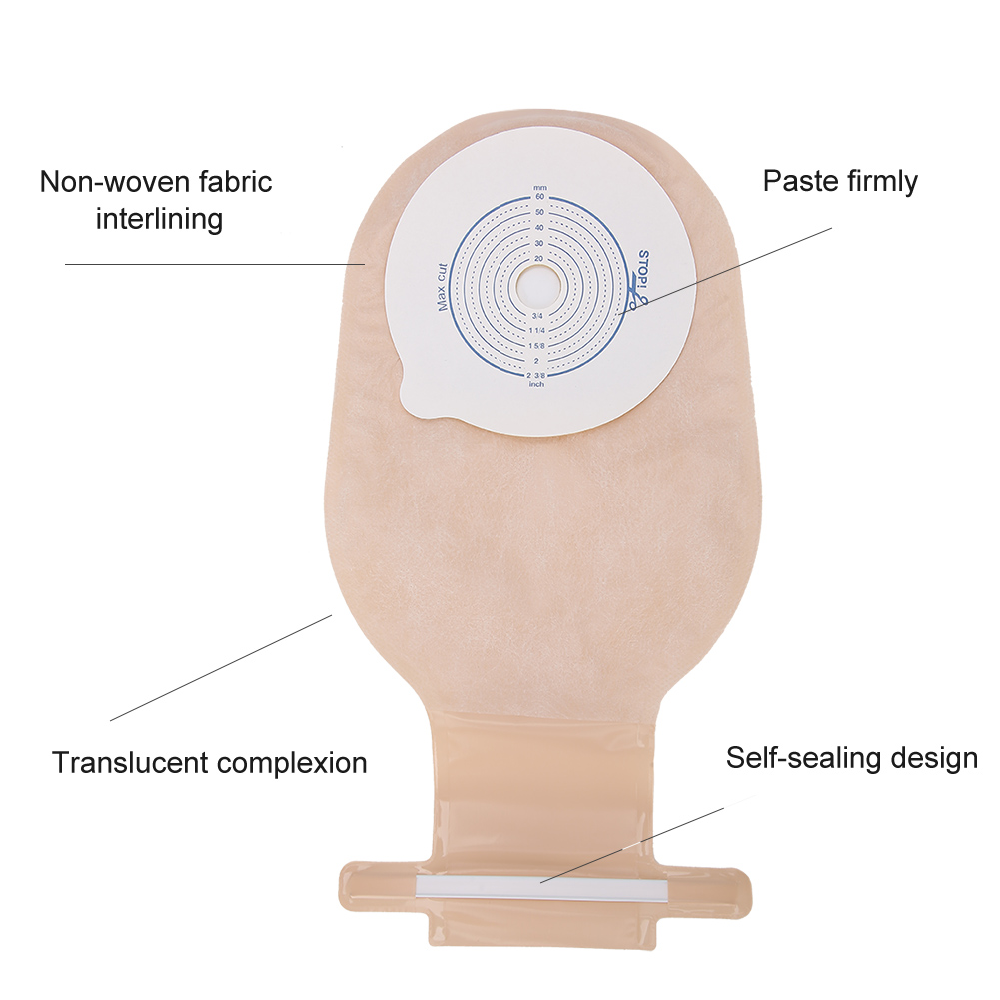 Non-woven fabric
interlining
Paste firmly
mm
60
50
40
30
20
Max cut
STOP!
3/4
1 1/4
1 5/8
2
2 3/8
inch
Translucent complexion
Self-sealing design